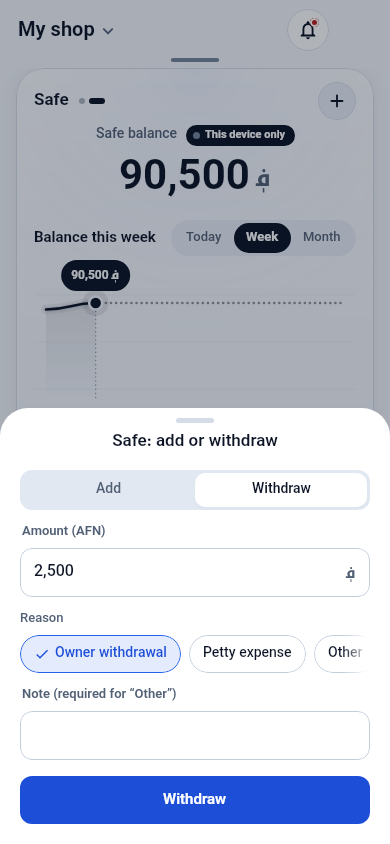 My shop
Safe
Safe balance
This device only
90,500 ؋
Balance this week
Today
Week
Month
90,500 ؋
Safe: add or withdraw
Add
Withdraw
Amount (AFN)
2,500 ؋
Reason
Owner withdrawal
Petty expense
Other
Note (required for “Other”)
Withdraw